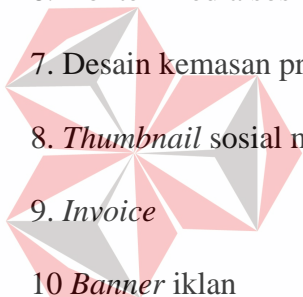 7. Desain kemasan pr
8. Thumbnail sosial
9. Invoice
10 Banner iklan